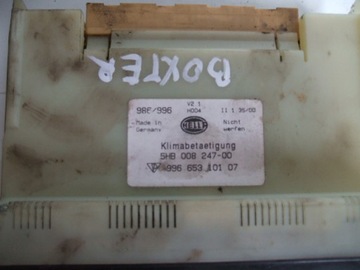 BOXTER
986/996
V2 1
H004
II 1 35/00
Made in
Germany
HELLA
Nicht
werfen
Klimabetaetigung
5HB 008 247-00
996 653 101 07